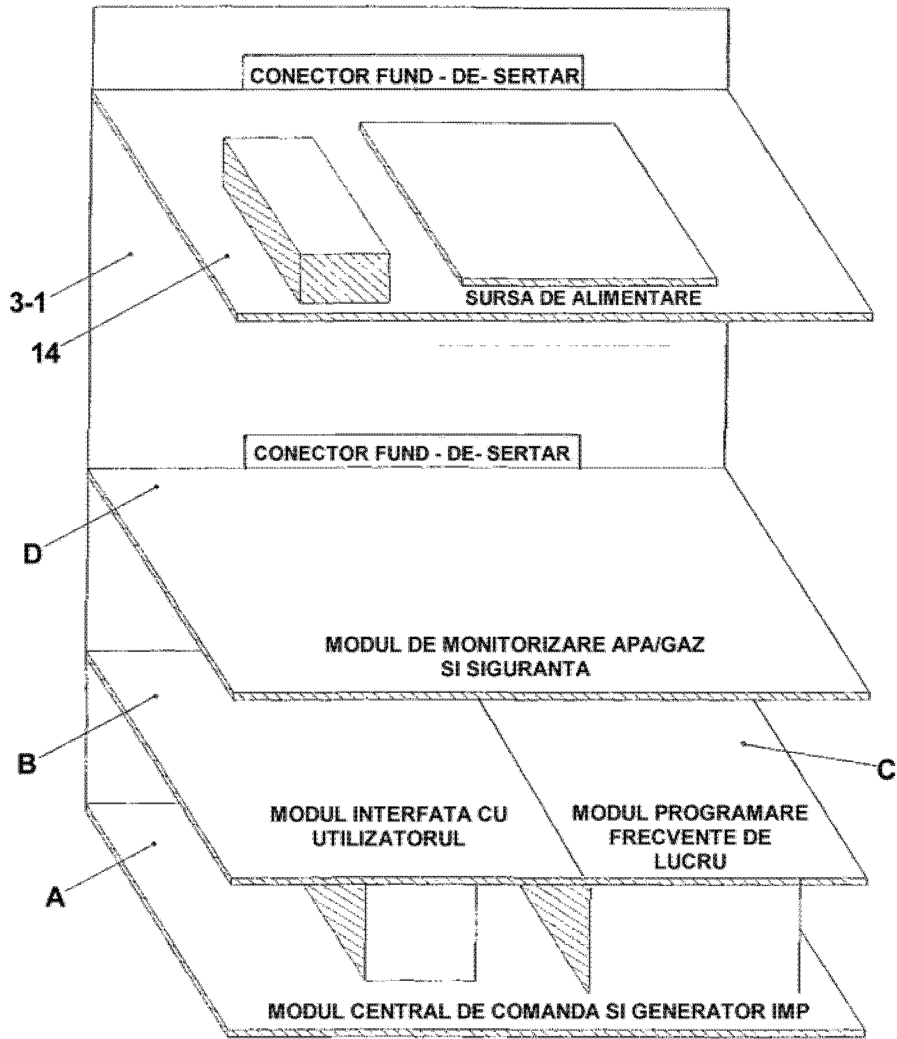 CONECTOR FUND - DE- SERTAR
SURSA DE ALIMENTARE
3-1
14
CONECTOR FUND - DE- SERTAR
D
MODUL DE MONITORIZARE APA/GAZ
SI SIGURANTA
B
C
MODUL INTERFATA CU
UTILIZATORUL
MODUL PROGRAMARE
FRECVENTE DE
LUCRU
A
MODUL CENTRAL DE COMANDA SI GENERATOR IMP